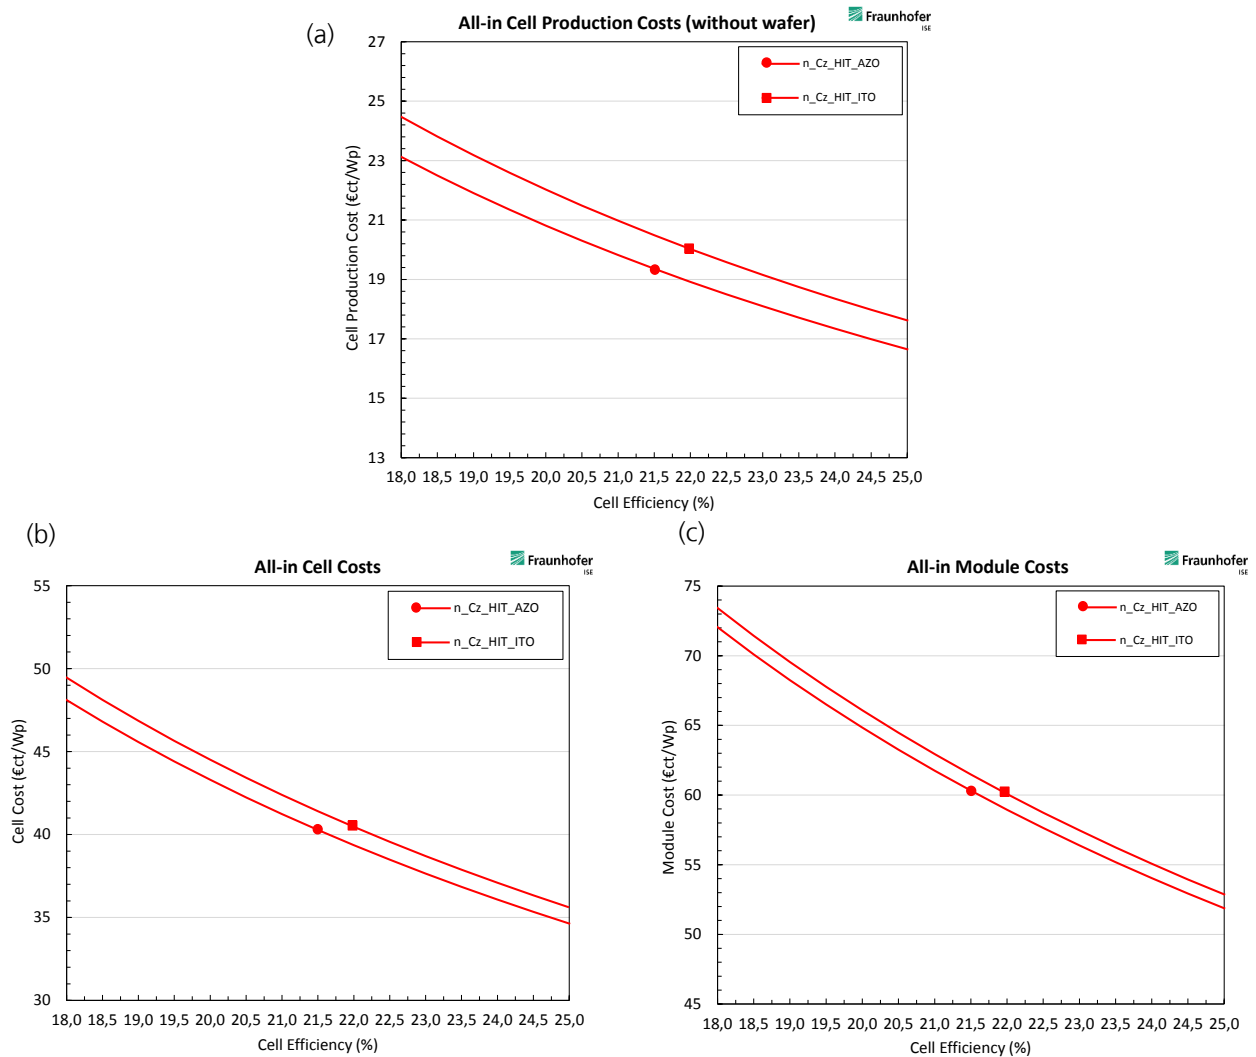 (a)
All-in Cell Production Costs (without wafer)
Fraunhofer
ISE
n_Cz_HIT_AZO
n_Cz_HIT_ITO
Cell Production Cost (€ct/Wp)
27
25
23
21
19
17
15
13
18,0 18,5 19,0 19,5 20,0 20,5 21,0 21,5 22,0 22,5 23,0 23,5 24,0 24,5 25,0
Cell Efficiency (%)
(b)
All-in Cell Costs
Fraunhofer
ISE
n_Cz_HIT_AZO
n_Cz_HIT_ITO
Cell Cost (€ct/Wp)
55
50
45
40
35
30
18,0 18,5 19,0 19,5 20,0 20,5 21,0 21,5 22,0 22,5 23,0 23,5 24,0 24,5 25,0
Cell Efficiency (%)
(c)
All-in Module Costs
Fraunhofer
ISE
n_Cz_HIT_AZO
n_Cz_HIT_ITO
Module Cost (€ct/Wp)
75
70
65
60
55
50
45
18,0 18,5 19,0 19,5 20,0 20,5 21,0 21,5 22,0 22,5 23,0 23,5 24,0 24,5 25,0
Cell Efficiency (%)